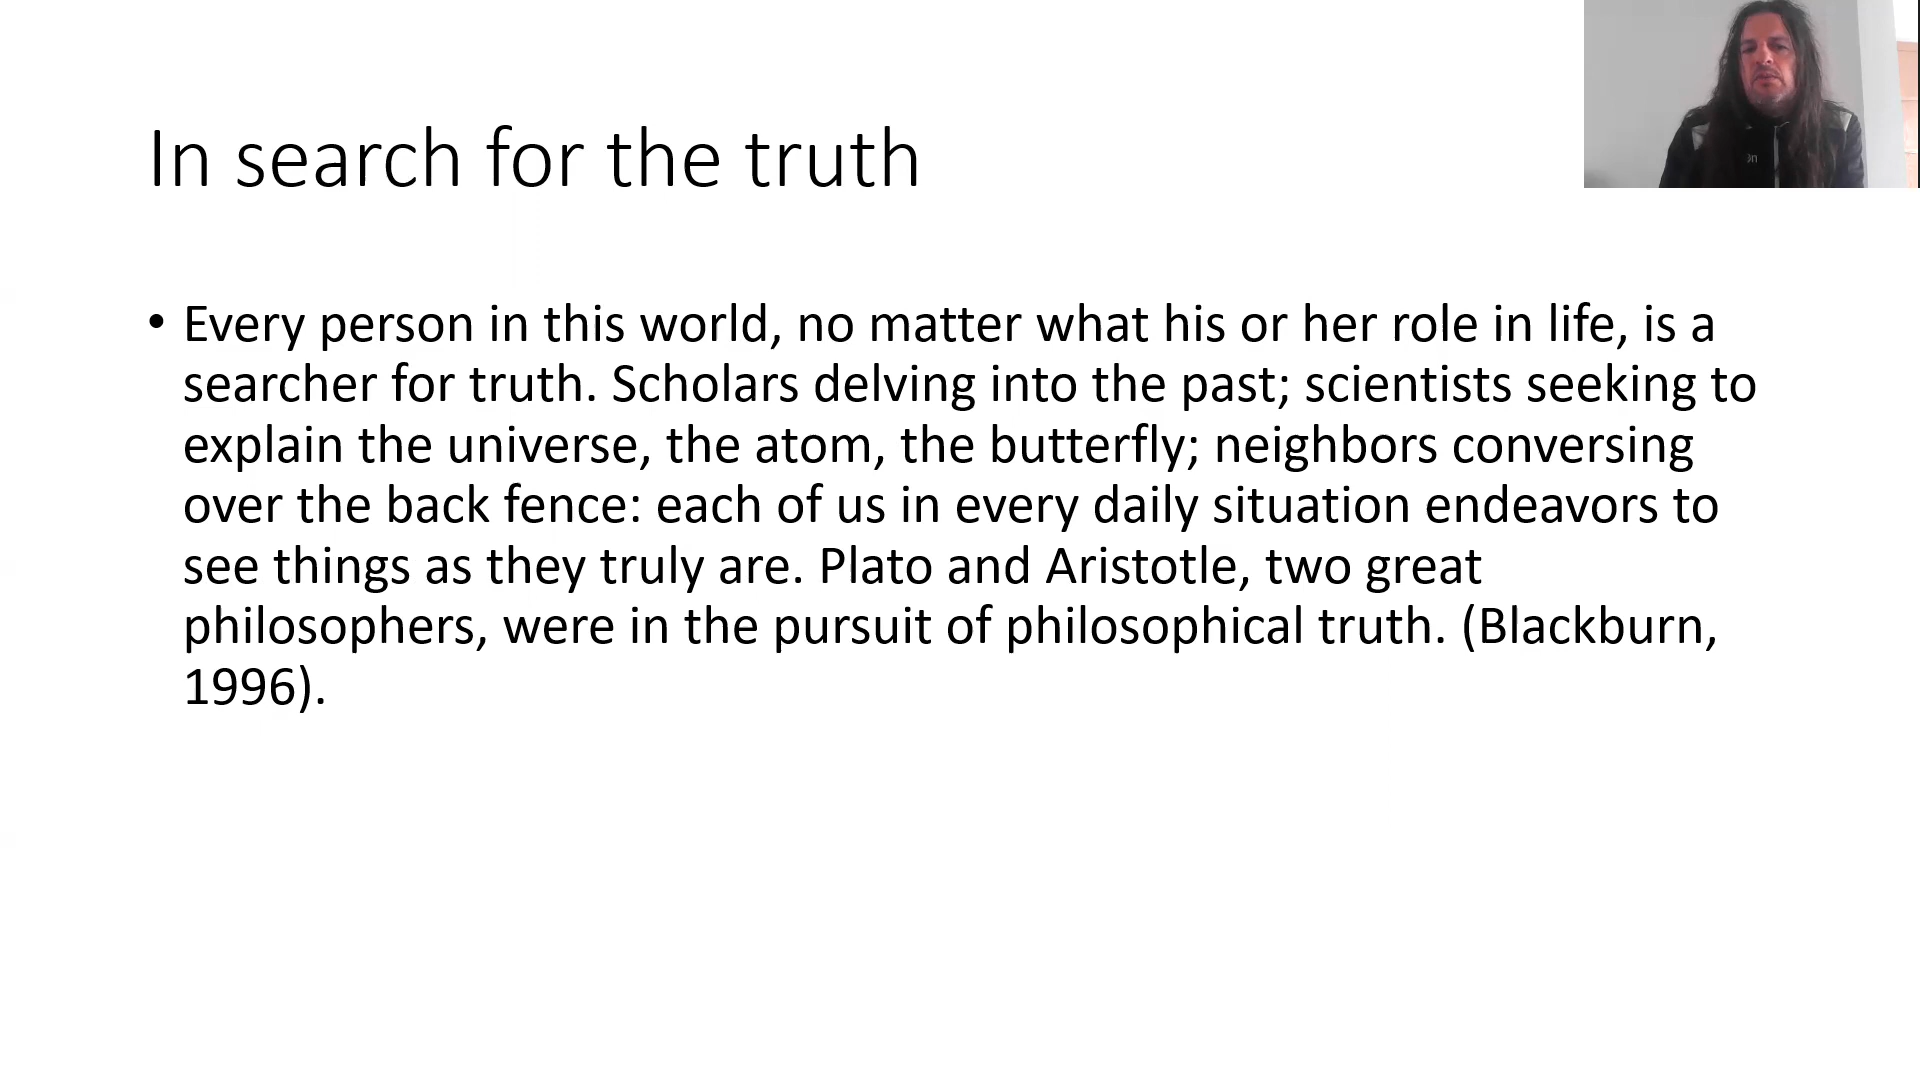 In search for the truth
• Every person in this world, no matter what his or her role in life, is a
searcher for truth. Scholars delving into the past; scientists seeking to
explain the universe, the atom, the butterfly; neighbors conversing
over the back fence: each of us in every daily situation endeavors to
see things as they truly are. Plato and Aristotle, two great
philosophers, were in the pursuit of philosophical truth. (Blackburn,
1996).